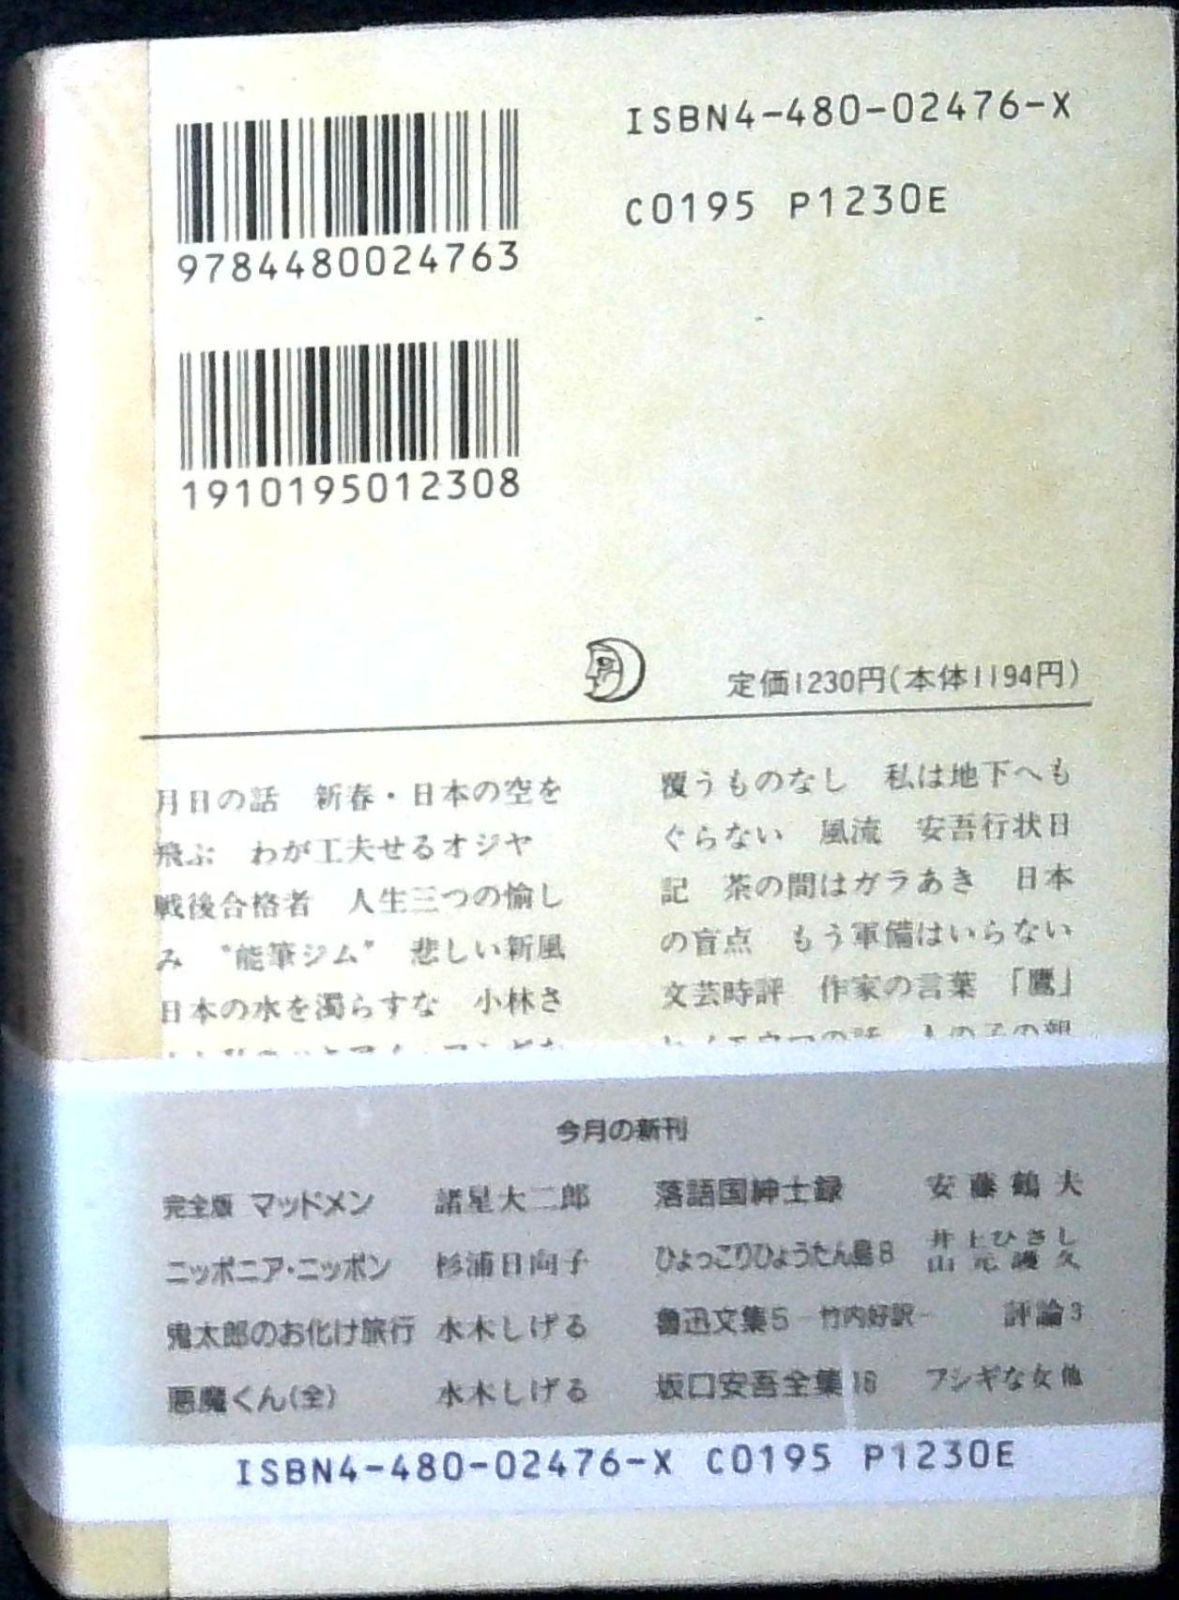 ISBN4-480-02476-X
C0195 P1230E
9784480024763
1910195012308
定価1230円(本体1194円)
月日の話 新春・日本の空を
飛ぶ わが工夫せるオジヤ
戦後合格者 人生三つの愉し
み “能筆ジム” 悲しい新風
日本の水を濁らすな 小林さ
覆うものなし 私は地下へも
ぐらない 風流 安吾行状日
記 茶の間はガラあき 日本
の盲点 もう軍備はいらない
文芸時評 作家の言葉 「鷹」
今月の新刊
完全版 マッドメン 諸星大二郎
ニッポニア・ニッポン 杉浦日向子
鬼太郎のお化け旅行 水木しげる
悪魔くん(全) 水木しげる
落語国紳士録 安藤鶴夫
ひょっこりひょうたん島8 井上ひさし 山元護久
魯迅文集5 竹内好訳 評論3
坂口安吾全集 フシギな女他
ISBN4-480-02476-X C0195 P1230E